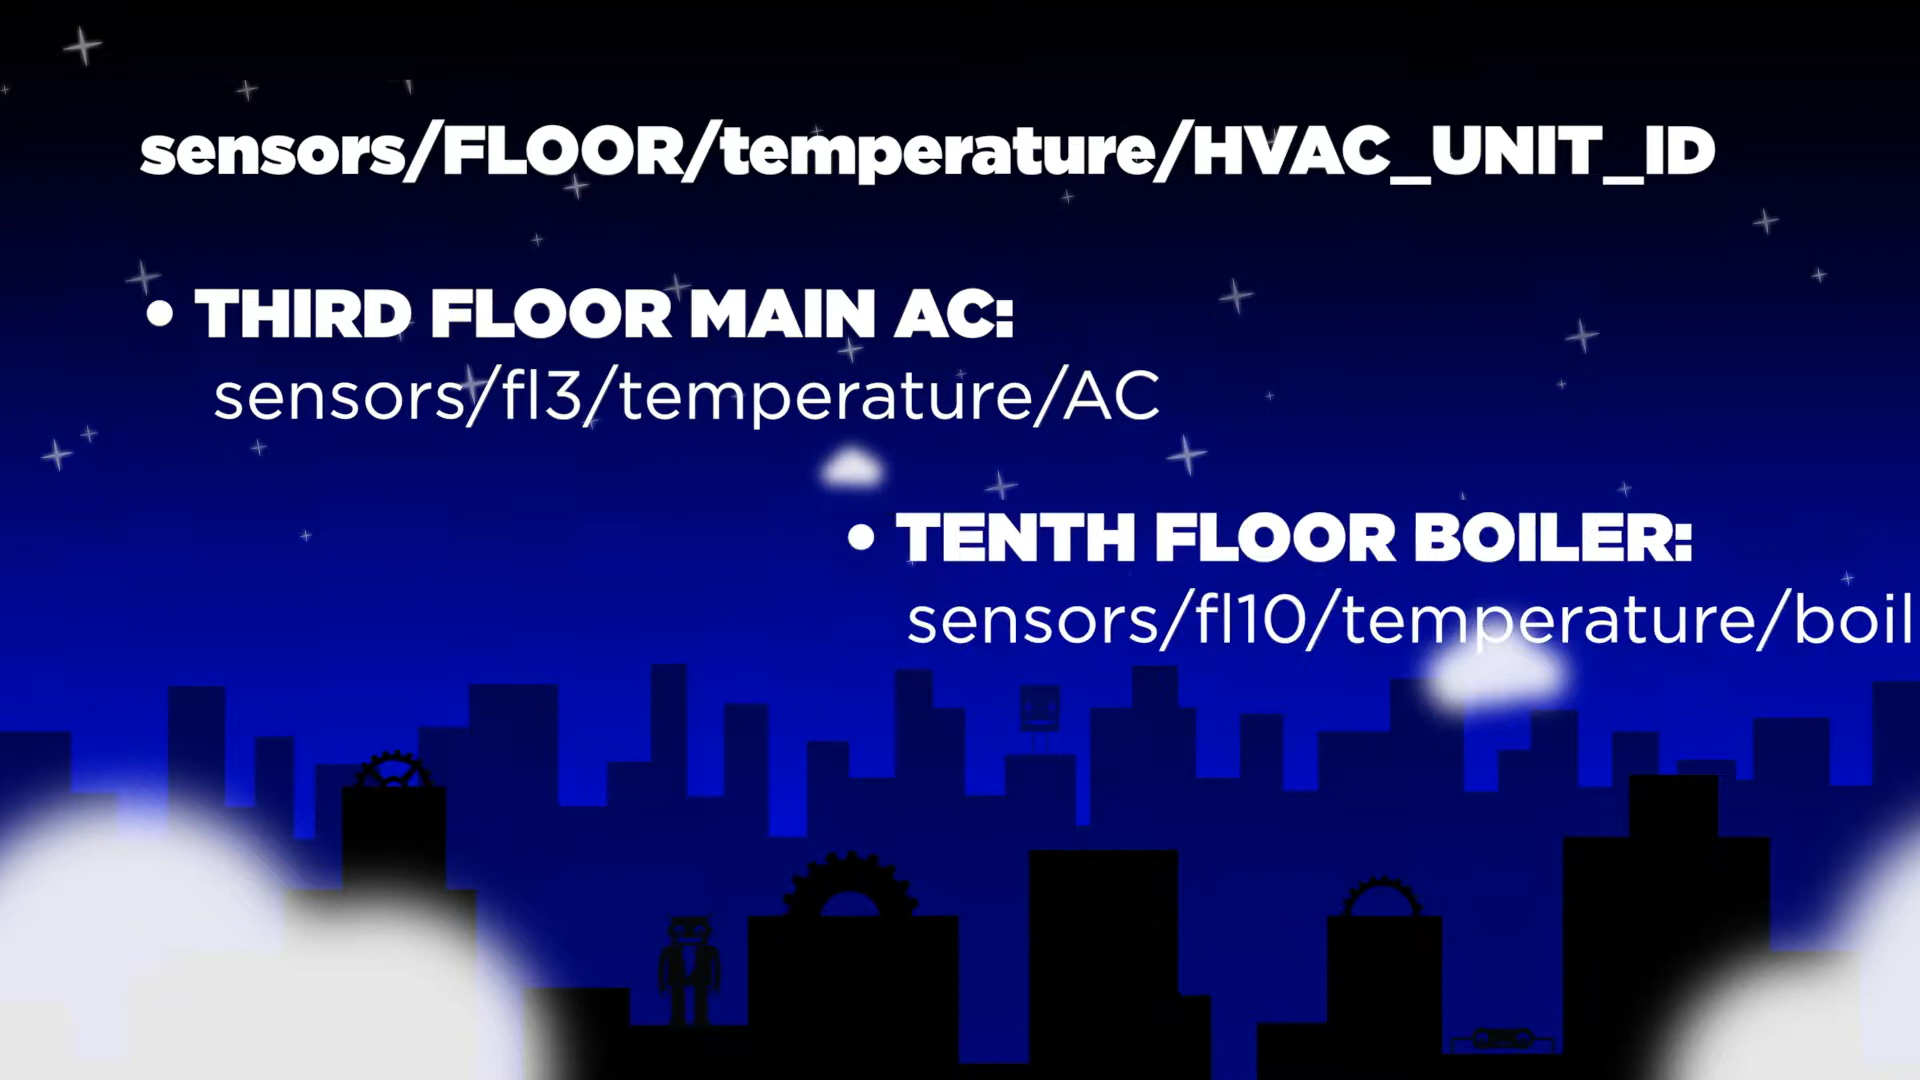 sensors/FLOOR/temperature/HVAC_UNIT_ID
• THIRD FLOOR MAIN AC:
sensors/fl3/temperature/AC
• TENTH FLOOR BOILER:
sensors/fl10/temperature/boil